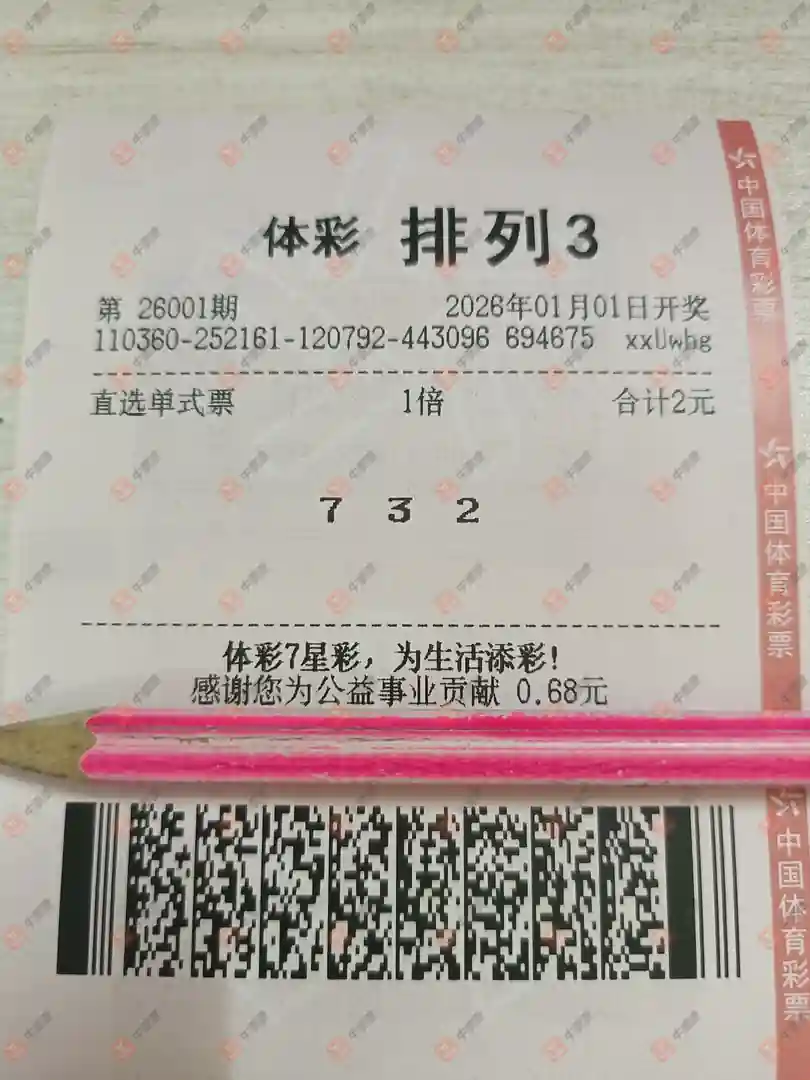 体彩 排列3
第 26001期 2026年01月01日开奖
110360-252161-120792-443096 694675 xxUwhg
直选单式票 1倍 合计2元
7 3 2
体彩7星彩，为生活添彩!
感谢您为公益事业贡献 0.68元
中国体育彩票
中国体育彩票
中国体育彩票